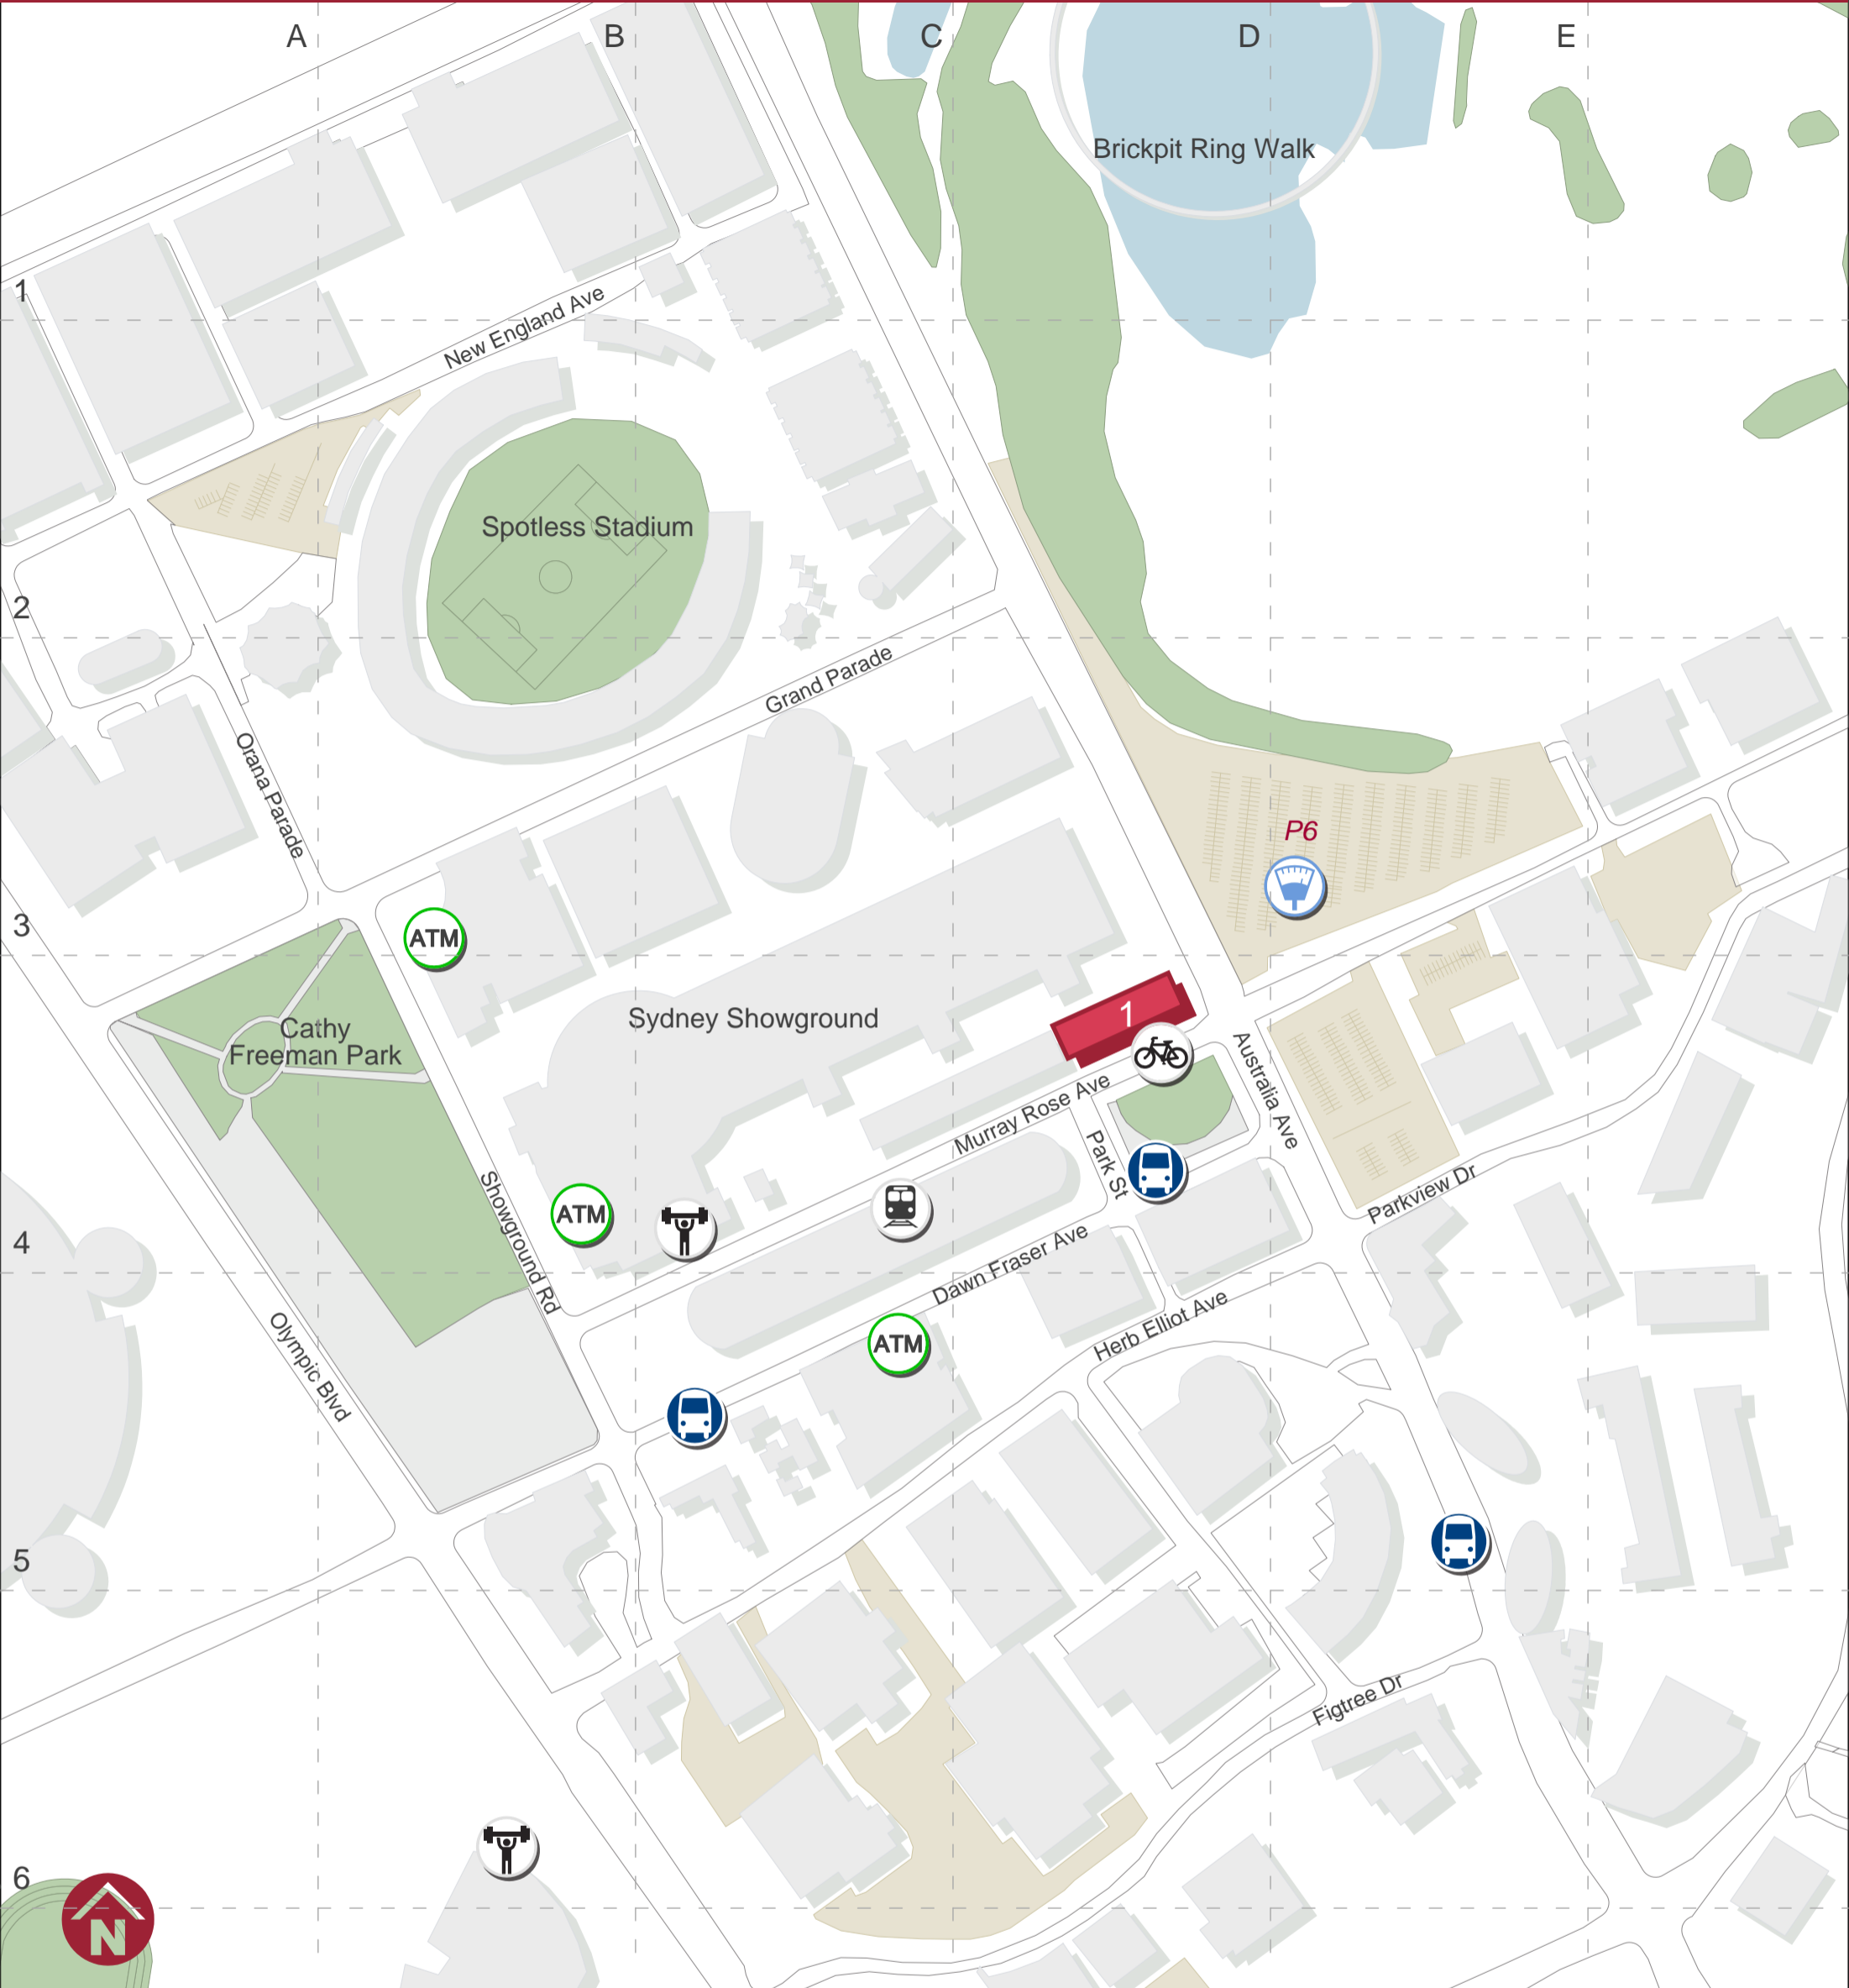 A
B
C
D
E
Brickpit Ring Walk
1
New England Ave
Spotless Stadium
2
Grand Parade
Orana Parade
P6
3
ATM
1
Sydney Showground
Cathy
Freeman Park
Australia Ave
Murray Rose Ave
Park St
Parkview Dr
Showground Rd
ATM
4
Dawn Fraser Ave
Herb Elliot Ave
ATM
Olympic Blvd
5
Figtree Dr
6
N